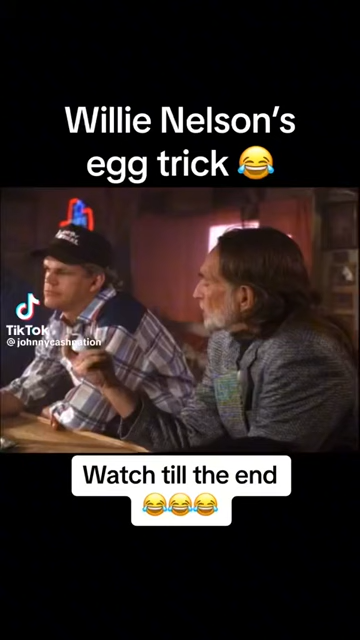 Willie Nelson’s
egg trick 😂
TikTok
@johnnycashnation
Watch till the end
😂😂😂